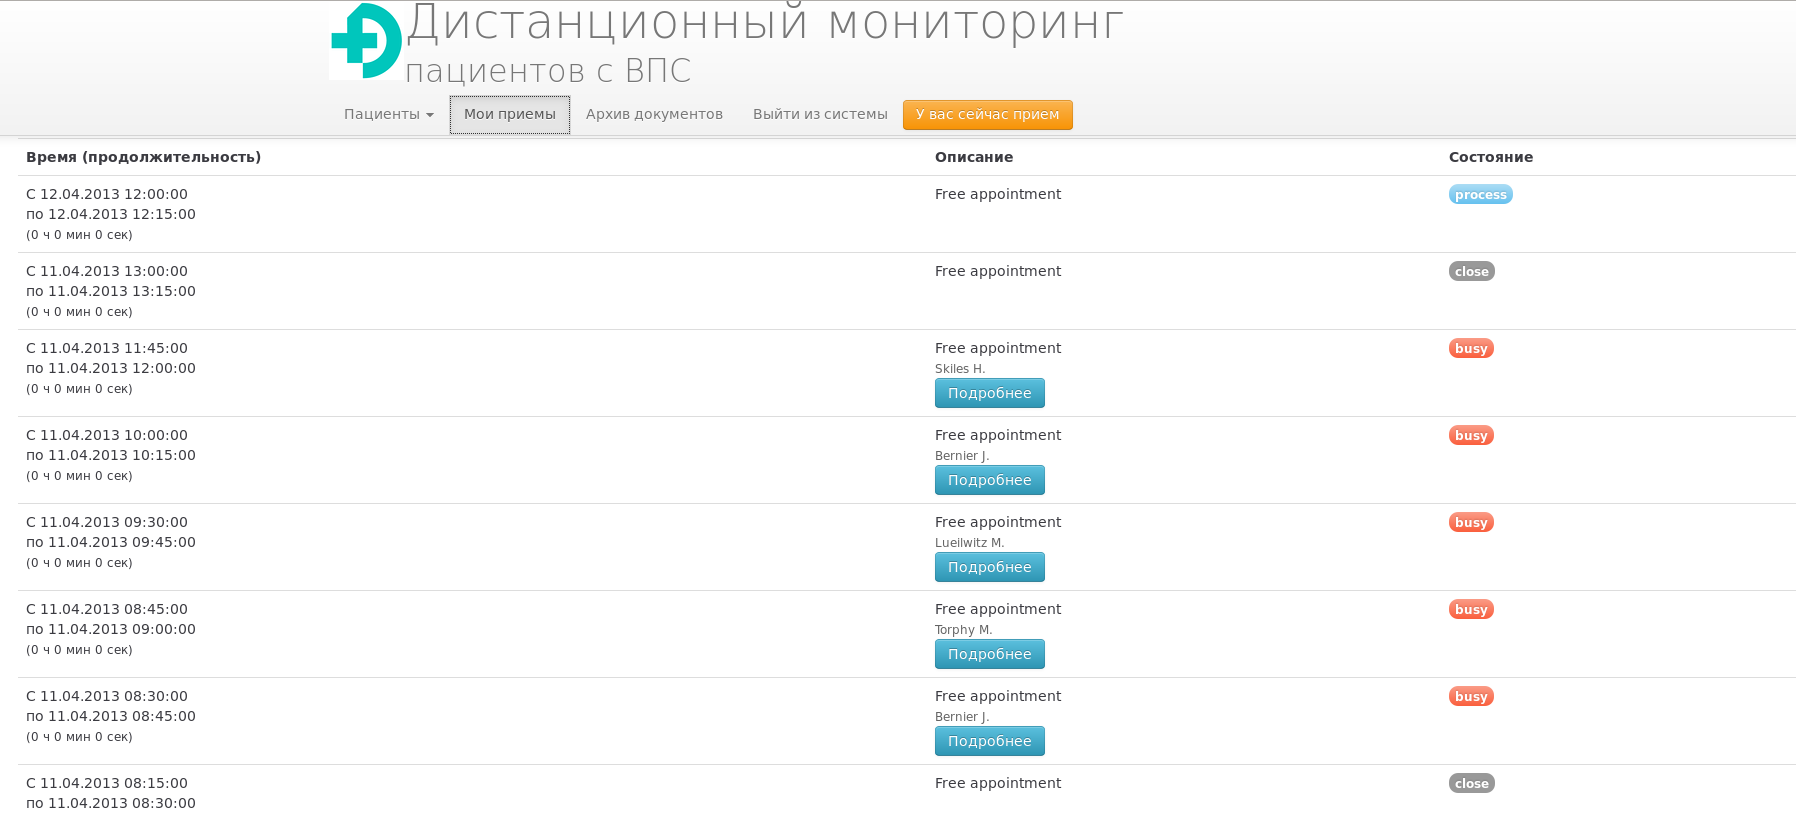 Дистанционный мониторинг
пациентов с ВПС
Пациенты Мои приемы Архив документов Выйти из системы У вас сейчас прием
Время (продолжительность) Описание Состояние
С 12.04.2013 12:00:00 Free appointment process
по 12.04.2013 12:15:00
(0 ч 0 мин 0 сек)
С 11.04.2013 13:00:00 Free appointment close
по 11.04.2013 13:15:00
(0 ч 0 мин 0 сек)
С 11.04.2013 11:45:00 Free appointment busy
по 11.04.2013 12:00:00 Skiles H.
(0 ч 0 мин 0 сек) Подробнее
С 11.04.2013 10:00:00 Free appointment busy
по 11.04.2013 10:15:00 Bernier J.
(0 ч 0 мин 0 сек) Подробнее
С 11.04.2013 09:30:00 Free appointment busy
по 11.04.2013 09:45:00 Lueilwitz M.
(0 ч 0 мин 0 сек) Подробнее
С 11.04.2013 08:45:00 Free appointment busy
по 11.04.2013 09:00:00 Torphy M.
(0 ч 0 мин 0 сек) Подробнее
С 11.04.2013 08:30:00 Free appointment busy
по 11.04.2013 08:45:00 Bernier J.
(0 ч 0 мин 0 сек) Подробнее
С 11.04.2013 08:15:00 Free appointment close
по 11.04.2013 08:30:00